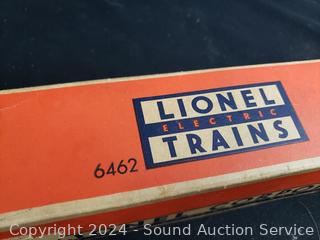 LIONEL
ELECTRIC
TRAINS
6462
Copyright - 2024 - Sound Auction Service